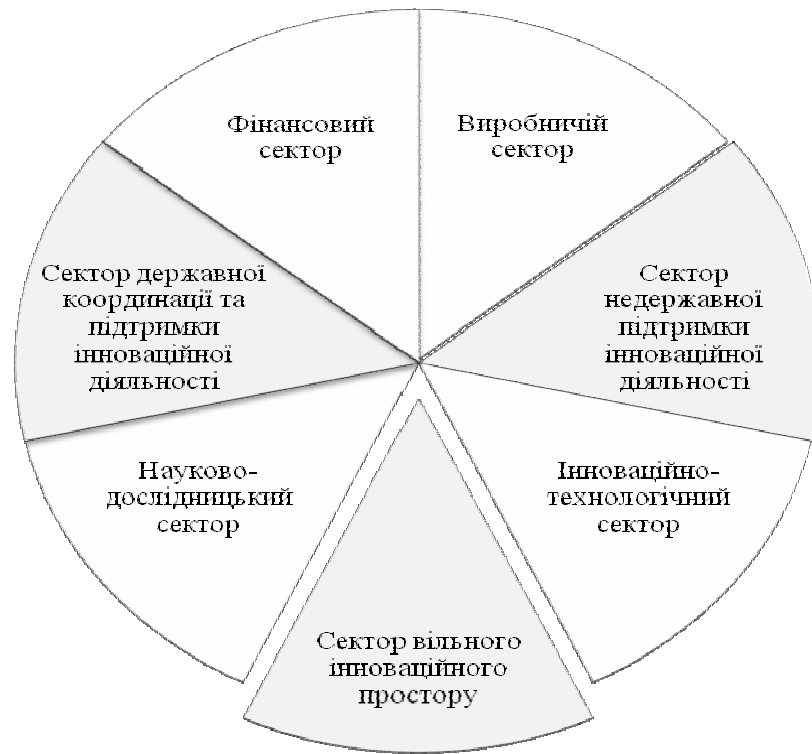 Фінансовий
сектор
Виробничій
сектор
Сектор державної
координації та
підтримки
інноваційної
діяльності
Сектор
недержавної
підтримки
інноваційної
діяльності
Науково-
дослідницький
сектор
Інноваційно-
технологічний
сектор
Сектор вільного
інноваційного
простору